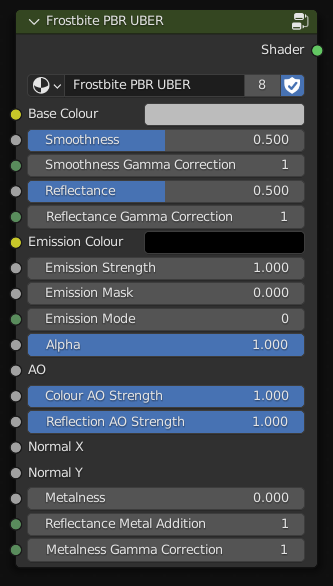 Frostbite PBR UBER
Shader
Frostbite PBR UBER 8
Base Colour
Smoothness 0.500
Smoothness Gamma Correction 1
Reflectance 0.500
Reflectance Gamma Correction 1
Emission Colour
Emission Strength 1.000
Emission Mask 0.000
Emission Mode 0
Alpha 1.000
AO
Colour AO Strength 1.000
Reflection AO Strength 1.000
Normal X
Normal Y
Metalness 0.000
Reflectance Metal Addition 1
Metalness Gamma Correction 1